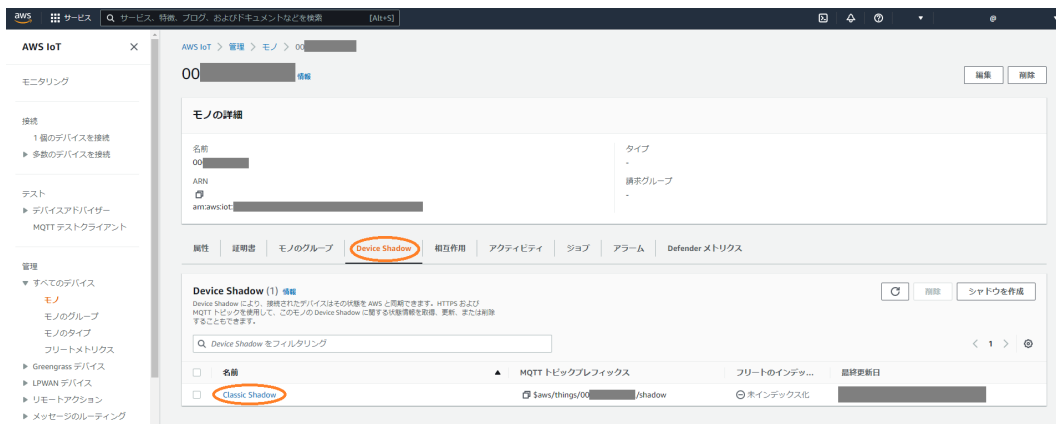 aws サービス サービス、特徴、ブログ、およびドキュメントなどを検索 [Alt+S] @
AWS IoT
モニタリング
接続
1 個のデバイスを接続
多数のデバイスを接続
テスト
デバイスアドバイザー
MQTT テストクライアント
管理
すべてのデバイス
モノ
モノのグループ
モノのタイプ
フリートメトリクス
Greengrass デバイス
LPWAN デバイス
リモートアクション
メッセージのルーティング
AWS IoT > 管理 > モノ > 00
00 情報
編集 削除
モノの詳細
名前
00
ARN
arn:aws:iot:
タイプ
-
請求グループ
-
属性 証明書 モノのグループ Device Shadow 相互作用 アクティビティ ジョブ アラーム Defender メトリクス
Device Shadow (1) 情報
Device Shadow により、接続されたデバイスはその状態を AWS と同期できます。HTTPS および
MQTT トピックを使用して、このモノの Device Shadow に関する状態情報を取得、更新、または削除
することもできます。
削除 シャドウを作成
Device Shadow をフィルタリング
1
名前 MQTT トピックプレフィックス フリートのインデッ... 最終更新日
Classic Shadow $aws/things/00 /shadow 未インデックス化